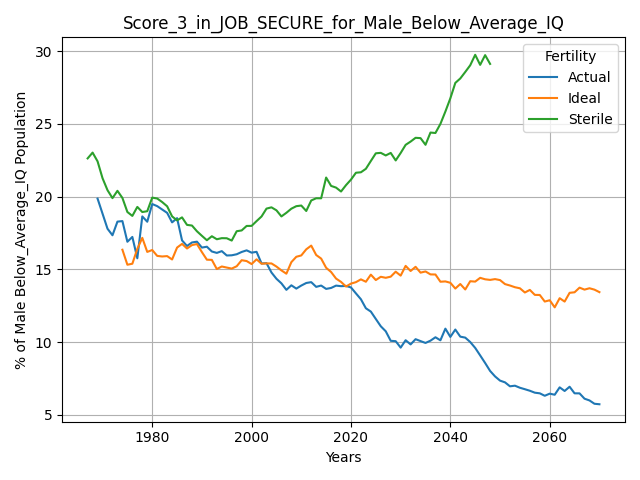 Score_3_in_JOB_SECURE_for_Male_Below_Average_IQ
% of Male Below_Average_IQ Population
30
25
20
15
10
5
Fertility
Actual
Ideal
Sterile
1980
2000
2020
2040
2060
Years